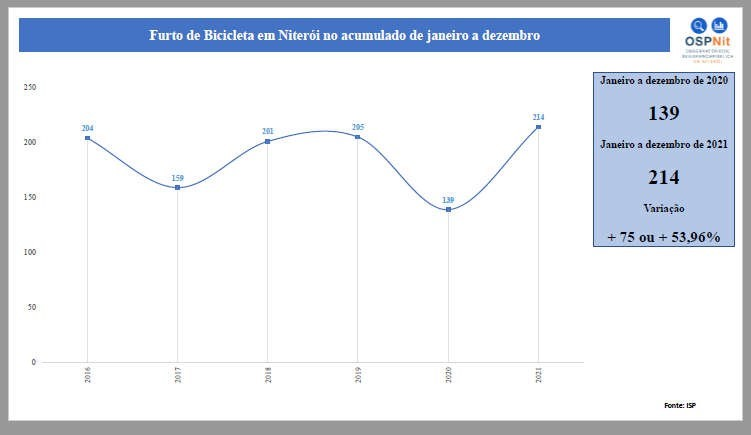 Furto de Bicicleta em Niterói no acumulado de janeiro a dezembro
OSPNit
Janeiro a dezembro de 2020
139
Janeiro a dezembro de 2021
214
Variação
+ 75 ou + 53,96%
250
200
150
100
50
0
204
159
201
205
139
214
2016
2017
2018
2019
2020
2021
Fonte: ISP